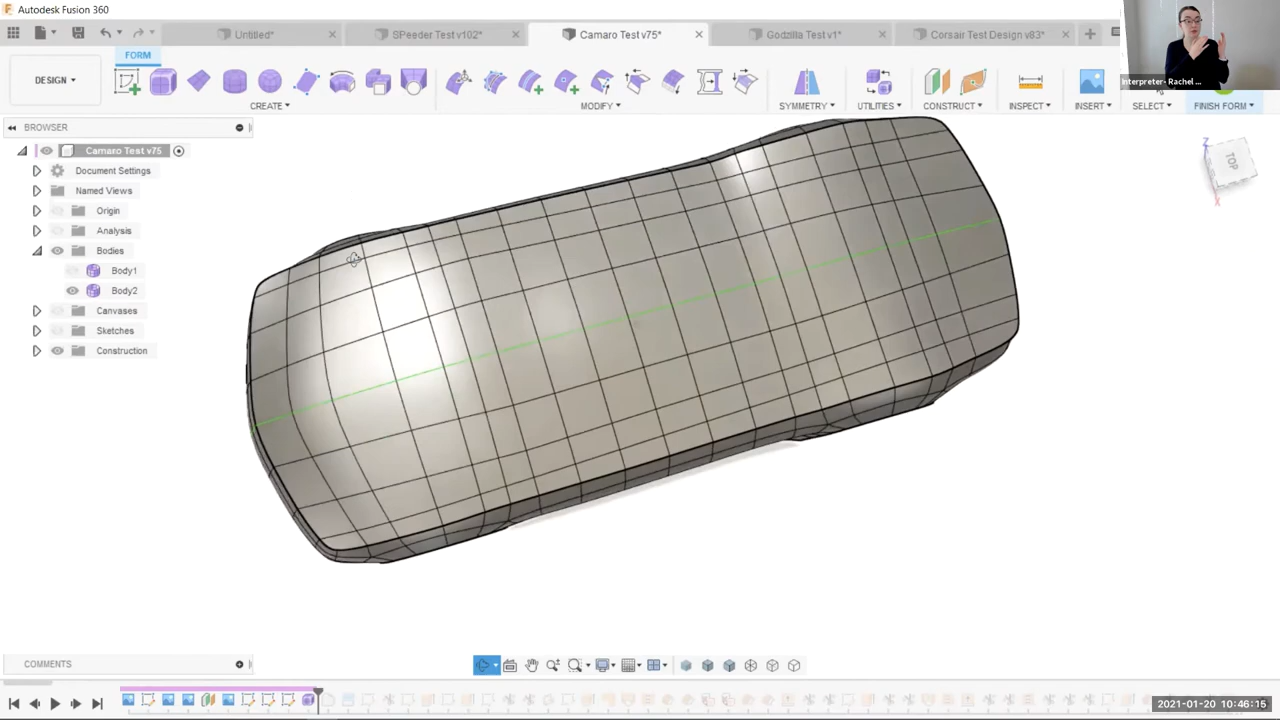 Autodesk Fusion 360
Untitled*
SPeeder Test v102*
Camaro Test v75*
Godzilla Test v1*
Corsair Test Design v83*
Interpreter- Rachel ...
FORM
DESIGN
CREATE
MODIFY
SYMMETRY
UTILITIES
CONSTRUCT
INSPECT
INSERT
SELECT
FINISH FORM
BROWSER
Camaro Test v75
Document Settings
Named Views
Origin
Analysis
Bodies
Body1
Body2
Canvases
Sketches
Construction
Z
TOP
X
COMMENTS
2021-01-20 10:46:15